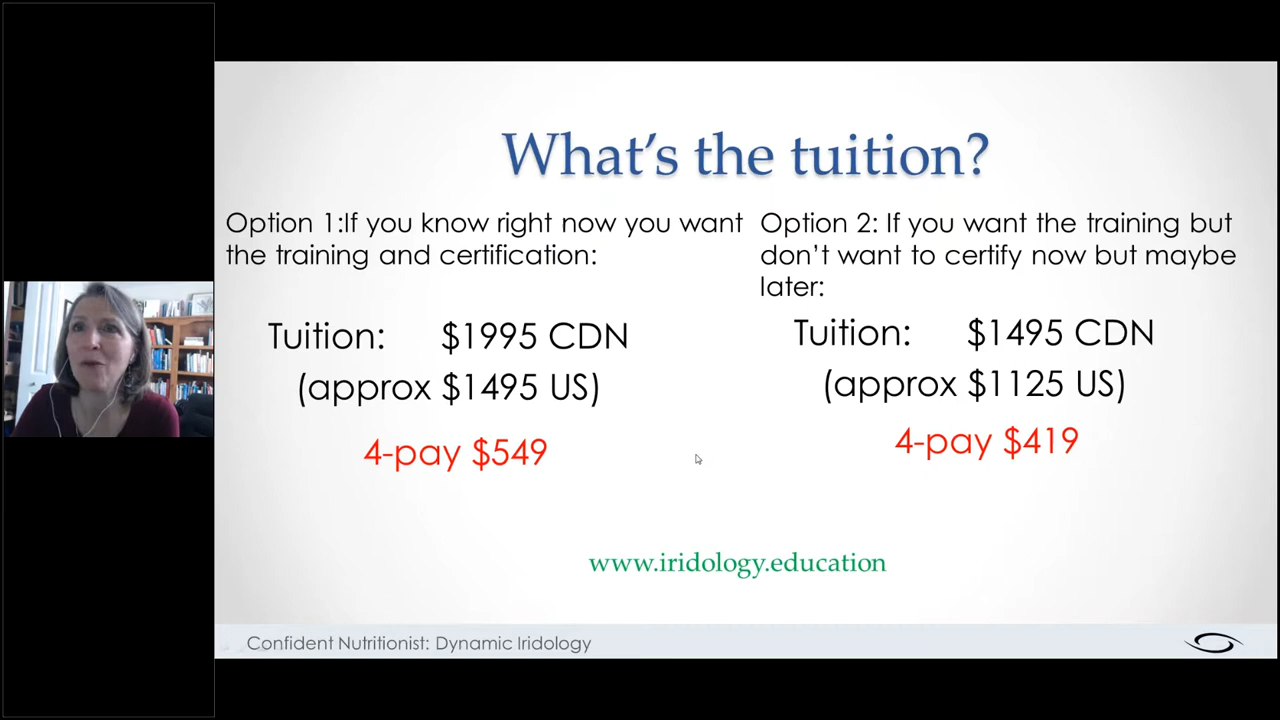 What's the tuition?
Option 1:If you know right now you want
the training and certification:
Tuition: $1995 CDN
(approx $1495 US)
4-pay $549
Option 2: If you want the training but
don't want to certify now but maybe
later:
Tuition: $1495 CDN
(approx $1125 US)
4-pay $419
www.iridology.education
Confident Nutritionist: Dynamic Iridology